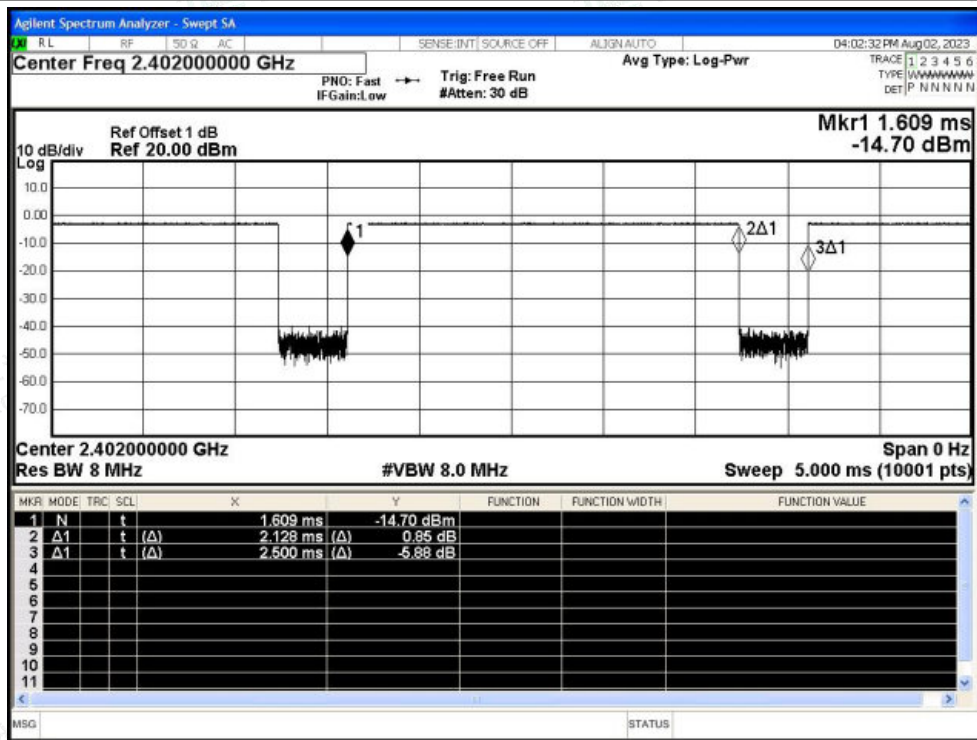 Agilent Spectrum Analyzer - Swept SA
LXI RL RF 50 Ω AC SENSE:INT SOURCE OFF ALIGN AUTO 04:02:32 PM Aug 02, 2023
Center Freq 2.402000000 GHz Avg Type: Log-Pwr TRACE 1 2 3 4 5 6
PNO: Fast Trig: Free Run TYPE WWWWWW
IFGain:Low #Atten: 30 dB DET P N N N N N
Mkr1 1.609 ms
Ref Offset 1 dB
10 dB/div Ref 20.00 dBm -14.70 dBm
Log
10.0
0.00
-10.0
-20.0
-30.0
-40.0
-50.0
-60.0
-70.0
1
2Δ1
3Δ1
Center 2.402000000 GHz Span 0 Hz
Res BW 8 MHz #VBW 8.0 MHz Sweep 5.000 ms (10001 pts)
MKR MODE TRC SCL X Y FUNCTION FUNCTION WIDTH FUNCTION VALUE
1 N t 1.609 ms -14.70 dBm
2 Δ1 t (Δ) 2.128 ms (Δ) 0.85 dB
3 Δ1 t (Δ) 2.500 ms (Δ) -5.88 dB
4
5
6
7
8
9
10
11
MSG STATUS